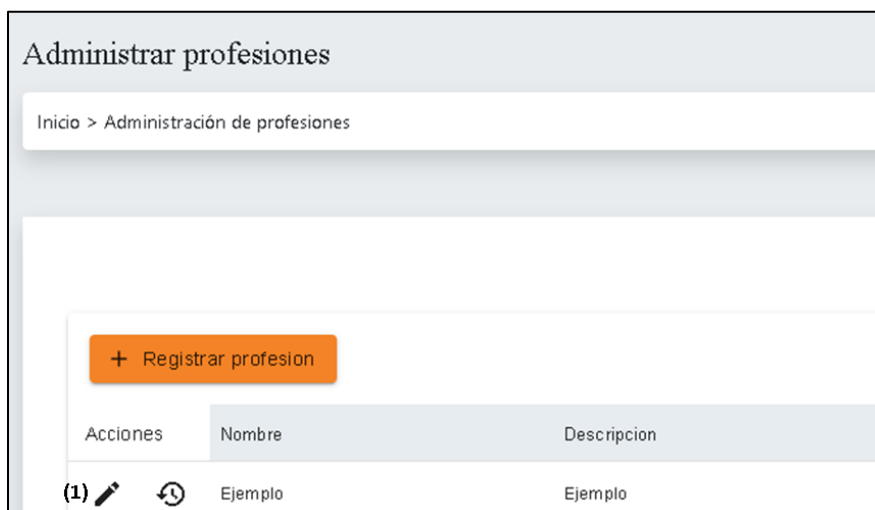 Administrar profesiones
Inicio > Administración de profesiones
+ Registrar profesion
Acciones Nombre Descripcion
(1) Ejemplo Ejemplo